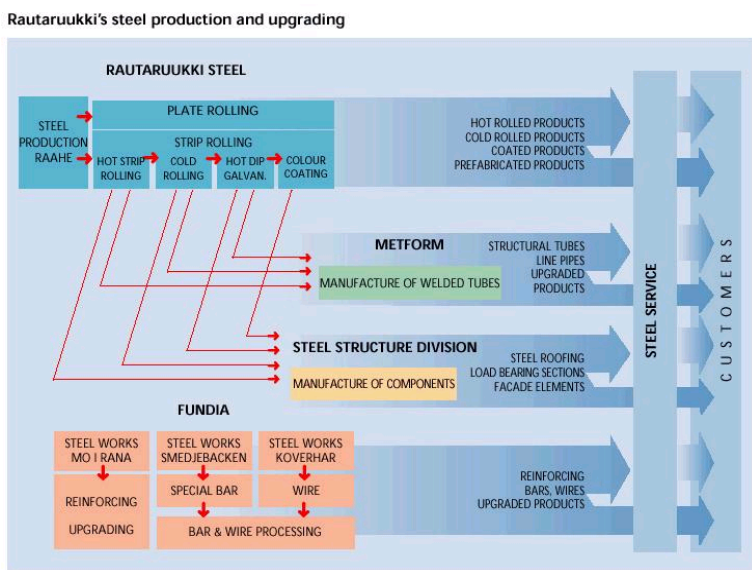 Rautaruukki's steel production and upgrading
RAUTARUUKKI STEEL
STEEL
PRODUCTION
RAAHE
PLATE ROLLING
STRIP ROLLING
HOT STRIP
ROLLING
COLD
ROLLING
HOT DIP
GALVAN.
COLOUR
COATING
HOT ROLLED PRODUCTS
COLD ROLLED PRODUCTS
COATED PRODUCTS
PREFABRICATED PRODUCTS
METFORM
MANUFACTURE OF WELDED TUBES
STRUCTURAL TUBES
LINE PIPES
UPGRADED
PRODUCTS
STEEL STRUCTURE DIVISION
MANUFACTURE OF COMPONENTS
STEEL ROOFING
LOAD BEARING SECTIONS
FACADE ELEMENTS
FUNDIA
STEEL WORKS
MO I RANA
STEEL WORKS
SMEDJEBACKEN
STEEL WORKS
KOVERHAR
REINFORCING
UPGRADING
SPECIAL BAR
WIRE
BAR & WIRE PROCESSING
REINFORCING
BARS, WIRES
UPGRADED PRODUCTS
STEEL SERVICE
CUSTOMERS